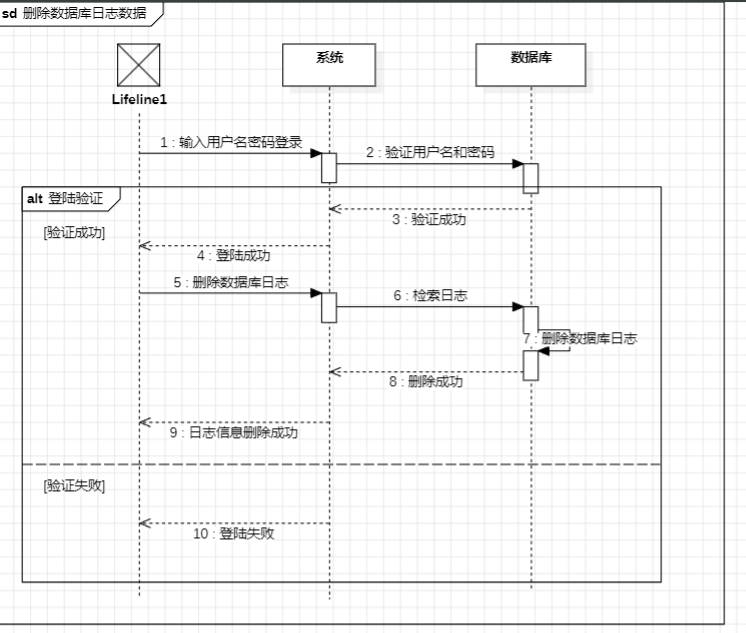 sd 删除数据库日志数据
系统
数据库
Lifeline1
1 : 输入用户名密码登录
2 : 验证用户名和密码
alt 登陆验证
3 : 验证成功
[验证成功]
4 : 登陆成功
5 : 删除数据库日志
6 : 检索日志
7 : 删除数据库日志
8 : 删除成功
9 : 日志信息删除成功
[验证失败]
10 : 登陆失败